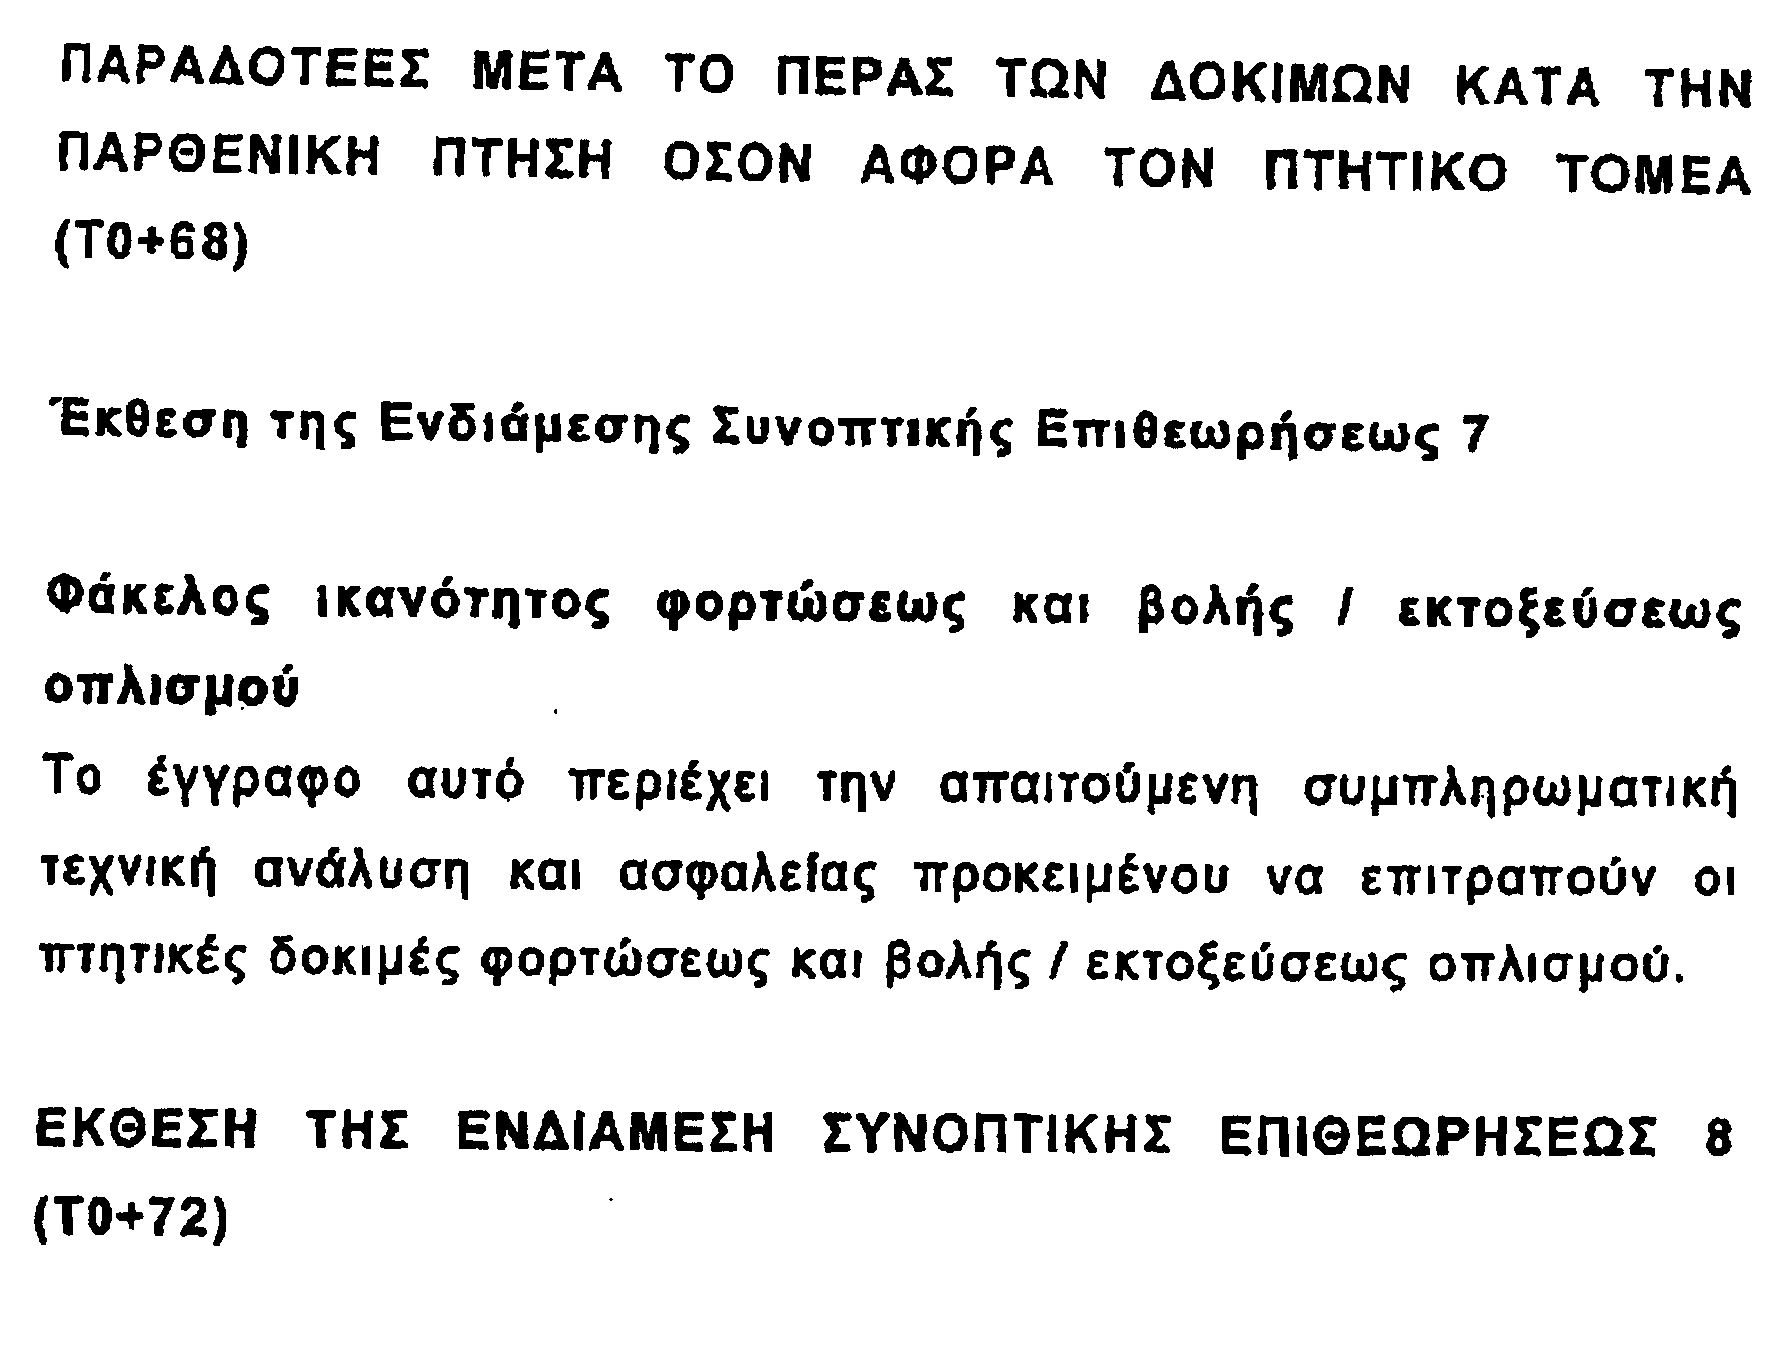 ΠΑΡΑΔΟΤΕΕΣ ΜΕΤΑ ΤΟ ΠΕΡΑΣ ΤΩΝ ΔΟΚΙΜΩΝ ΚΑΤΑ ΤΗΝ
ΠΑΡΘΕΝΙΚΗ ΠΤΗΣΗ ΟΣΟΝ ΑΦΟΡΑ ΤΟΝ ΠΤΗΤΙΚΟ ΤΟΜΕΑ
(Τ0+68)
Έκθεση της Ενδιάμεσης Συνοπτικής Επιθεωρήσεως 7
Φάκελος ικανότητος φορτώσεως και βολής / εκτοξεύσεως
οπλισμού
Το έγγραφο αυτό περιέχει την απαιτούμενη συμπληρωματική
τεχνική ανάλυση και ασφαλείας προκειμένου να επιτραπούν οι
πτητικές δοκιμές φορτώσεως και βολής / εκτοξεύσεως οπλισμού.
ΕΚΘΕΣΗ ΤΗΣ ΕΝΔΙΑΜΕΣΗ ΣΥΝΟΠΤΙΚΗΣ ΕΠΙΘΕΩΡΗΣΕΩΣ 8
(Τ0+72)